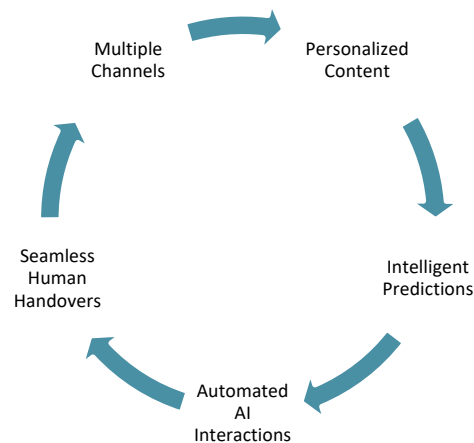 Multiple
Channels
Personalized
Content
Intelligent
Predictions
Automated
AI
Interactions
Seamless
Human
Handovers